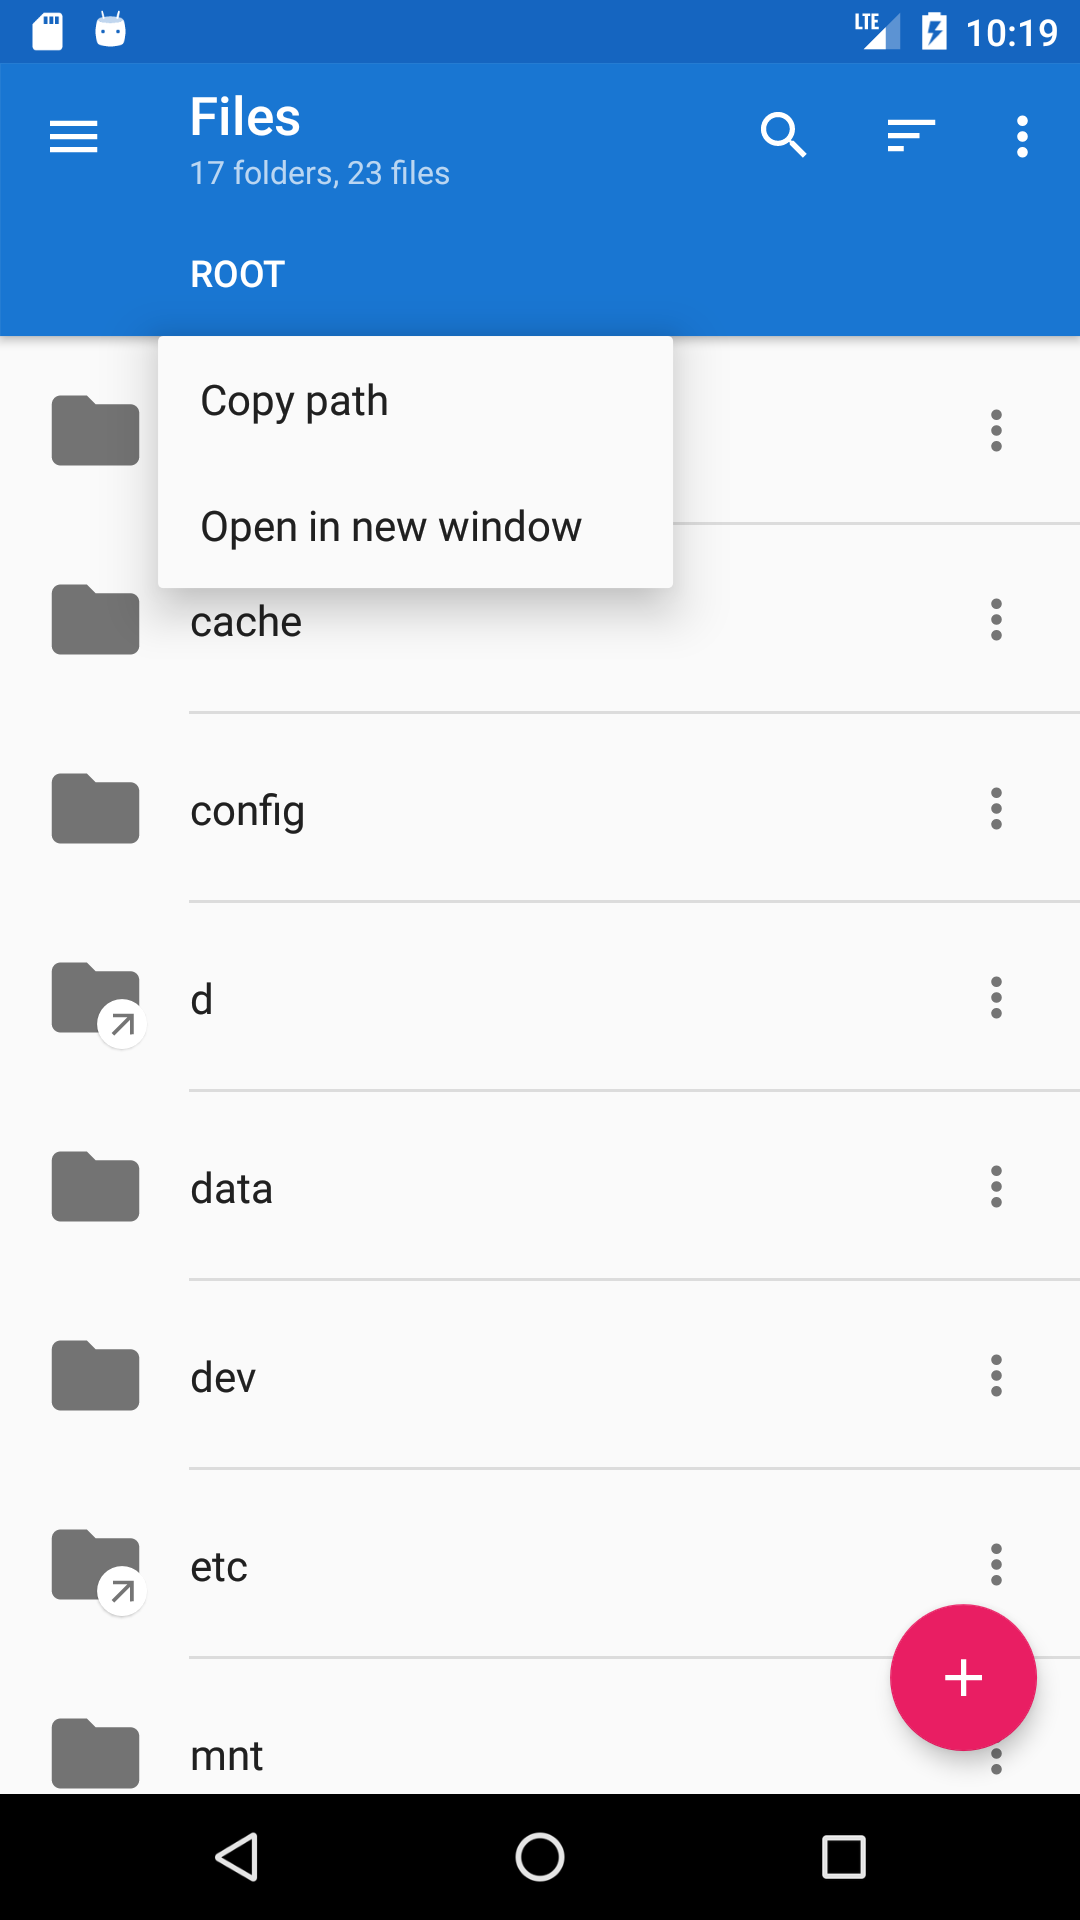 LTE 10:19
Files
17 folders, 23 files
ROOT
Copy path
Open in new window
cache
config
d
data
dev
etc
mnt